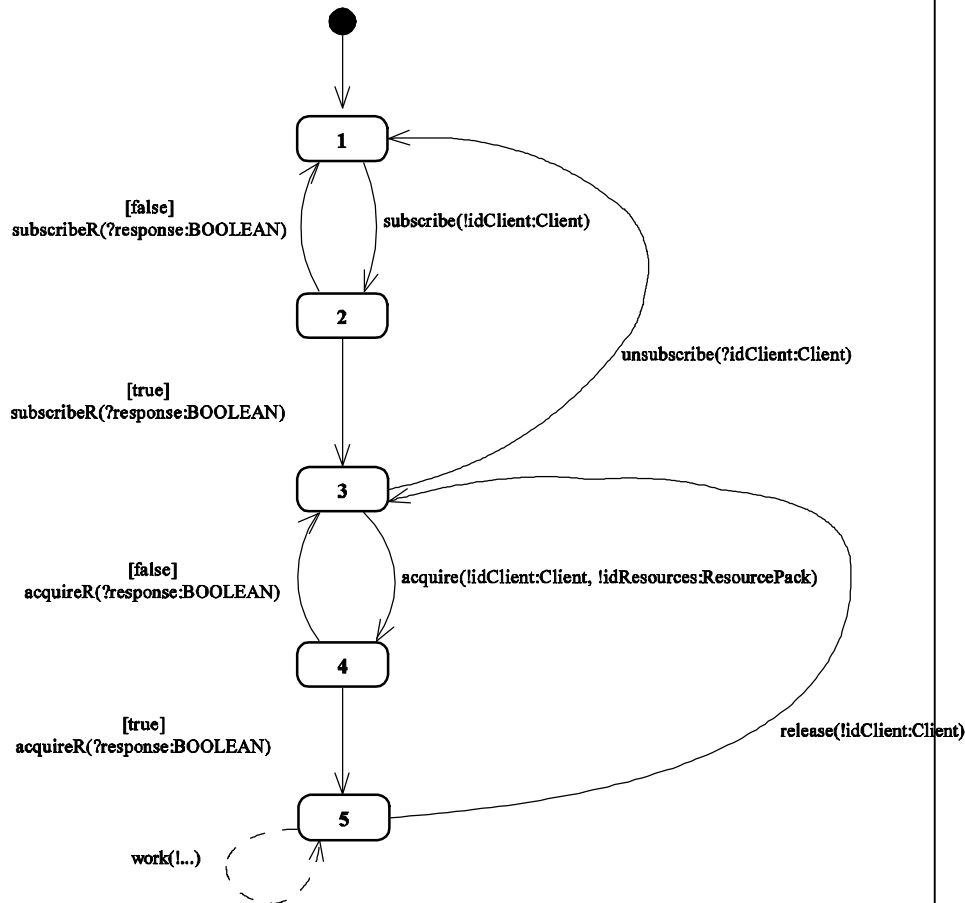 1
[false]
subscribeR(?response:BOOLEAN)
subscribe(!idClient:Client)
2
unsubscribe(?idClient:Client)
[true]
subscribeR(?response:BOOLEAN)
3
[false]
acquireR(?response:BOOLEAN)
acquire(!idClient:Client, !idResources:ResourcePack)
4
[true]
acquireR(?response:BOOLEAN)
release(!idClient:Client)
5
work(!...)